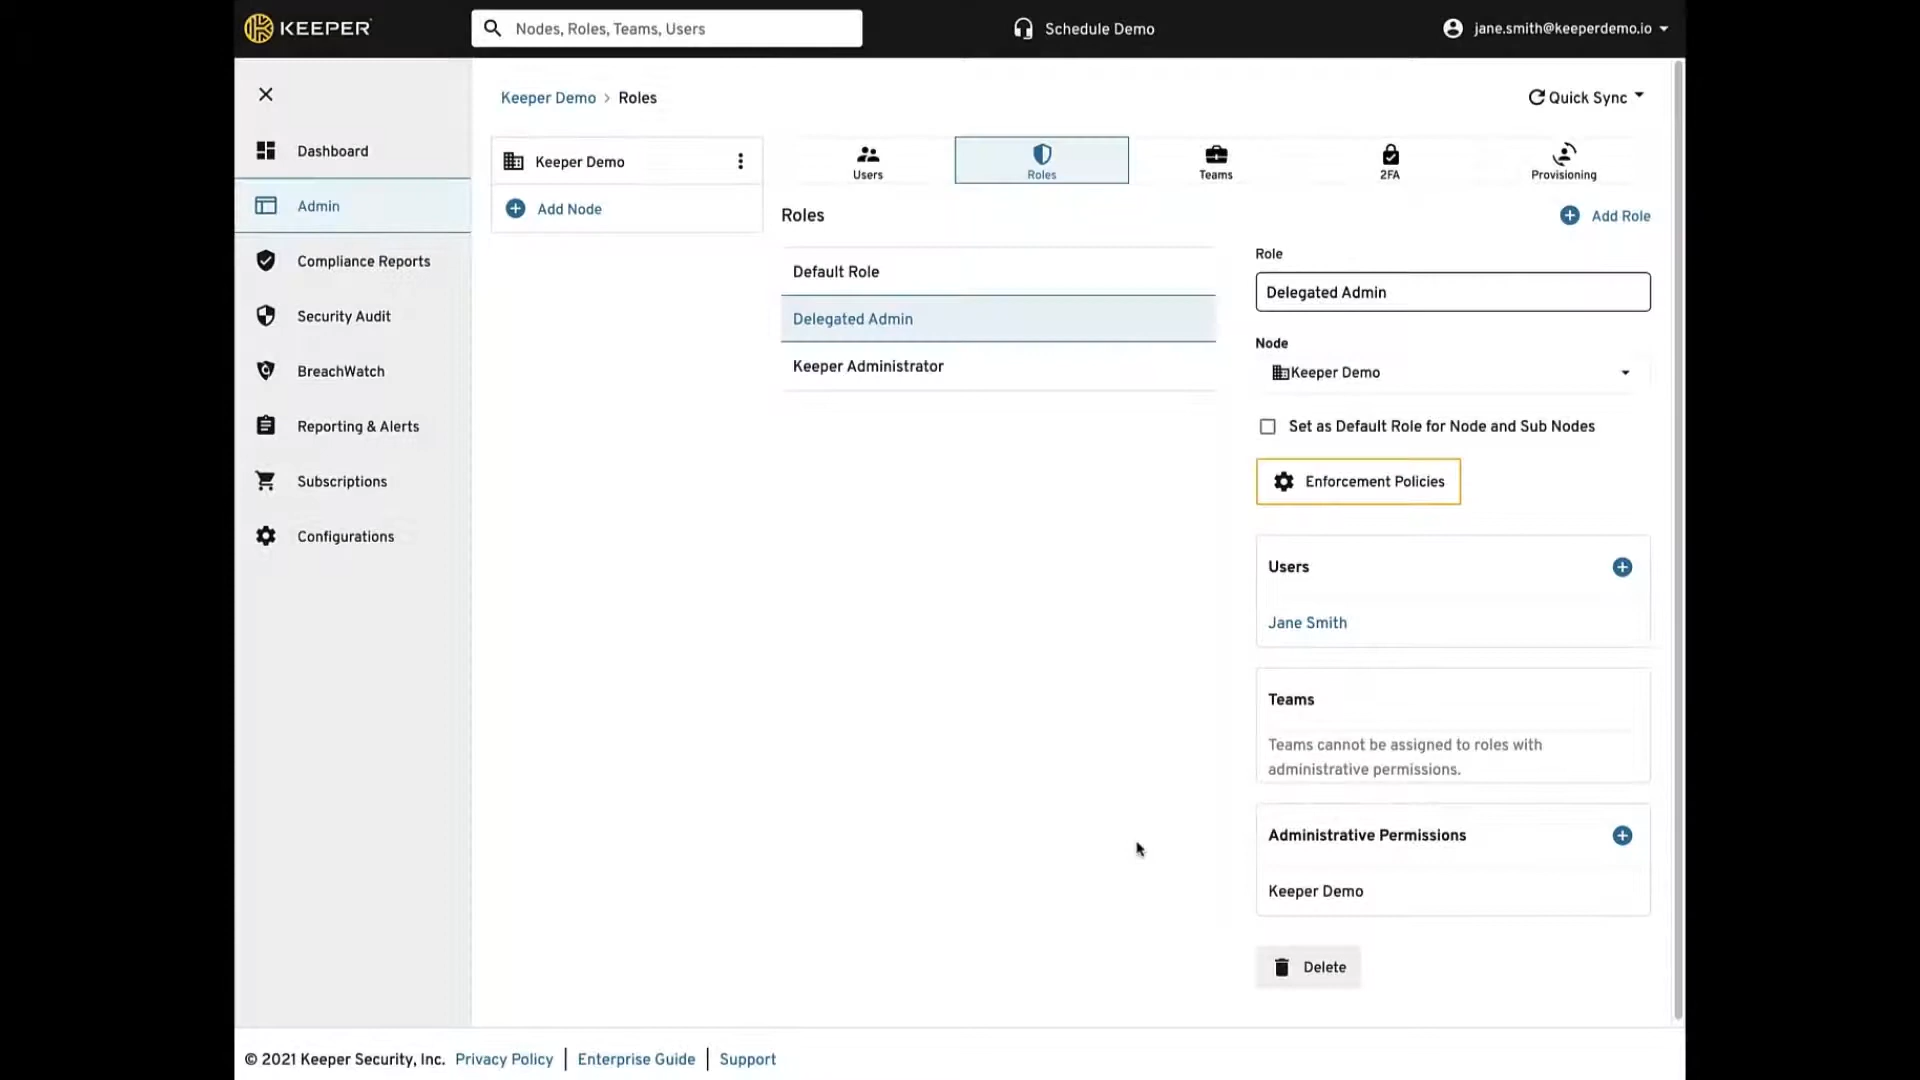 KEEPER
Nodes, Roles, Teams, Users
Schedule Demo
jane.smith@keeperdemo.io
Keeper Demo > Roles
Quick Sync
Dashboard
Admin
Compliance Reports
Security Audit
BreachWatch
Reporting & Alerts
Subscriptions
Configurations
Keeper Demo
Add Node
Users
Roles
Teams
2FA
Provisioning
Roles
Add Role
Default Role
Delegated Admin
Keeper Administrator
Role
Delegated Admin
Node
Keeper Demo
Set as Default Role for Node and Sub Nodes
Enforcement Policies
Users
Jane Smith
Teams
Teams cannot be assigned to roles with
administrative permissions.
Administrative Permissions
Keeper Demo
Delete
© 2021 Keeper Security, Inc. Privacy Policy | Enterprise Guide | Support